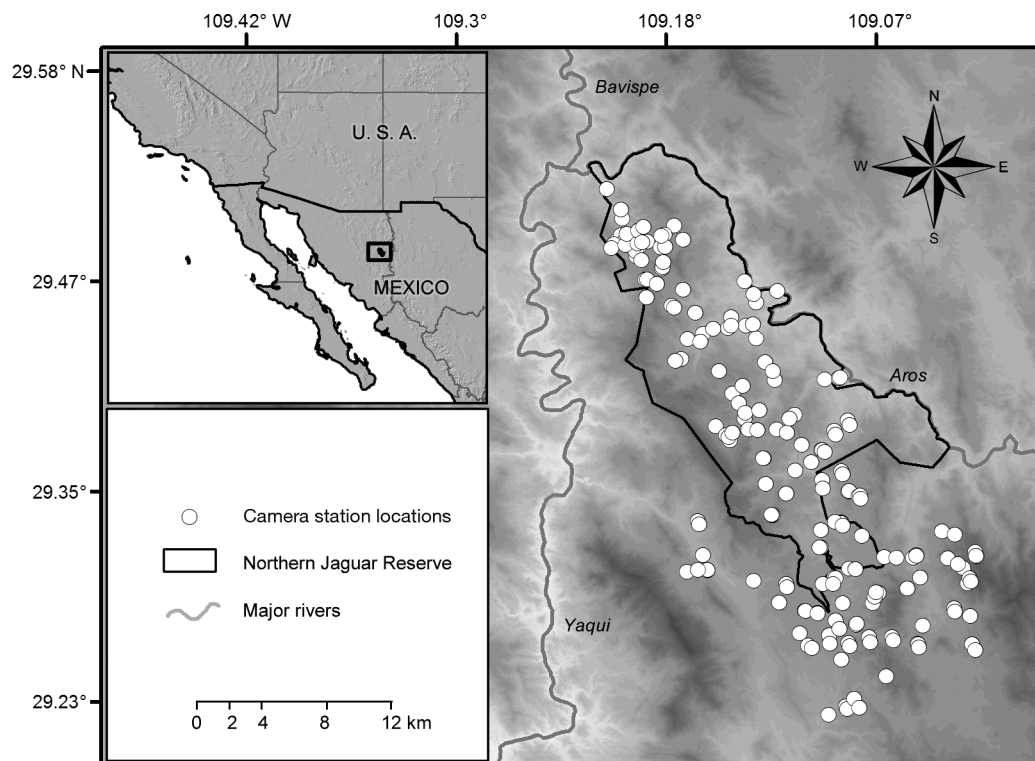 109.42° W 109.3° 109.18° 109.07°
29.58° N
29.47°
29.35°
29.23°
U. S. A.
MEXICO
Bavispe
N
W E
S
Aros
Yaqui
Camera station locations
Northern Jaguar Reserve
Major rivers
0 2 4 8 12 km